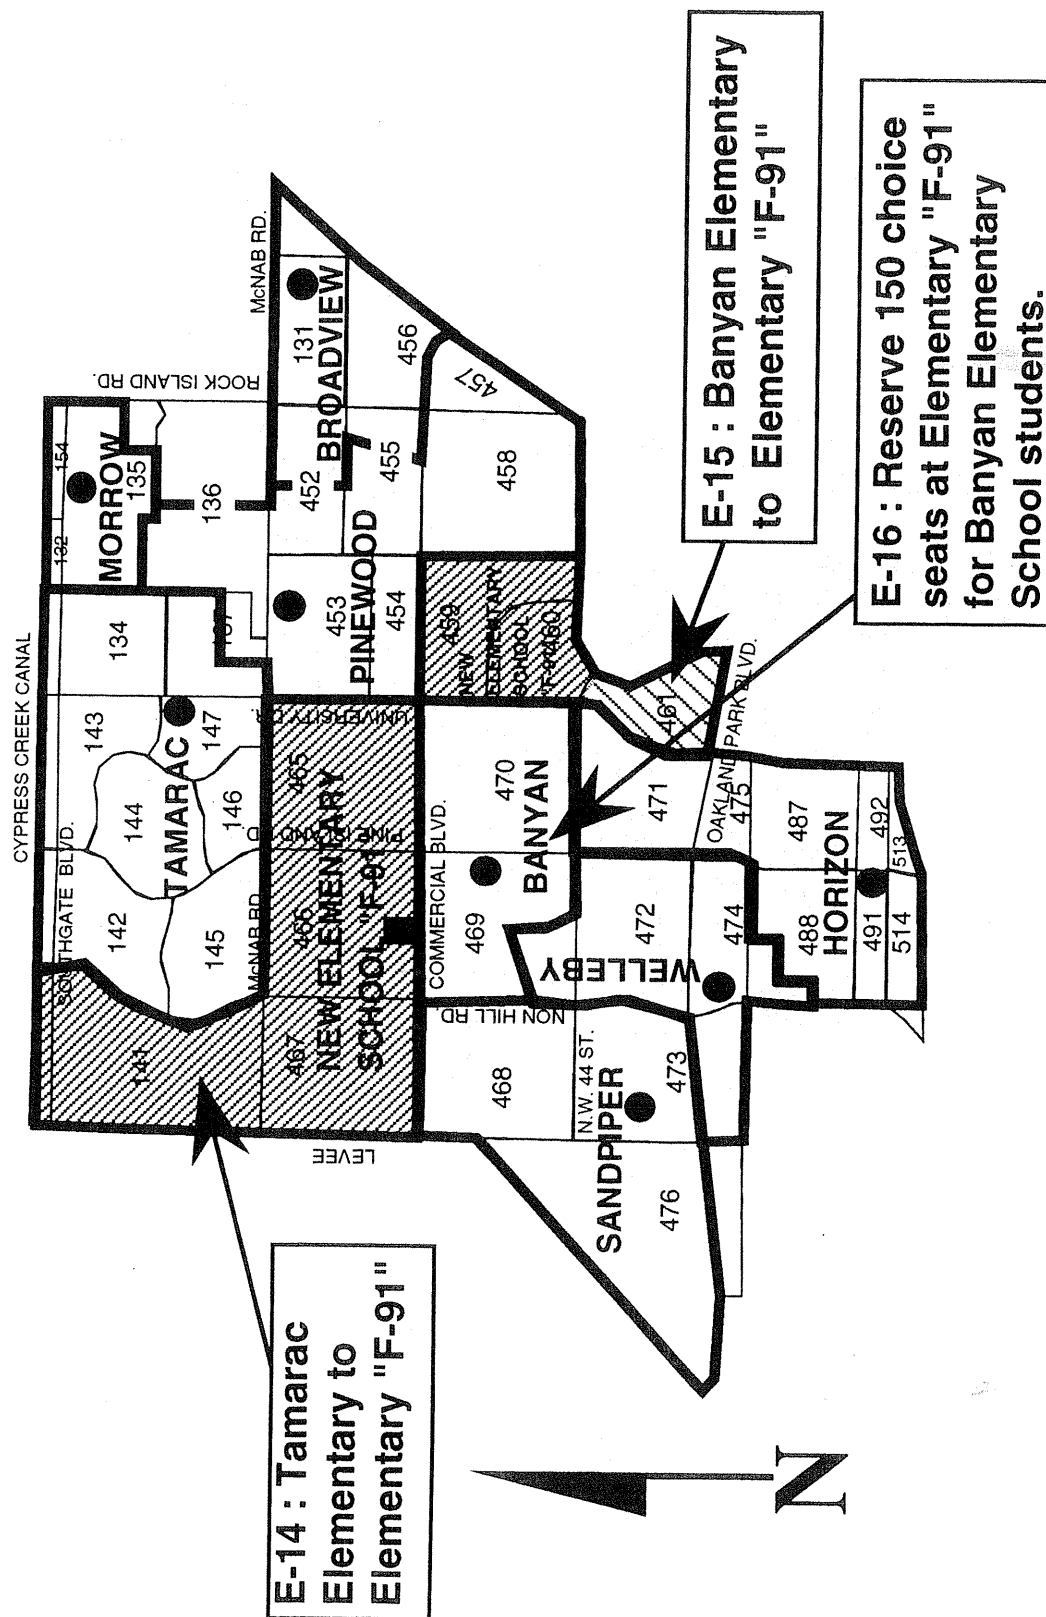 CYPRESS CREEK CANAL
SOUTHGATE BLVD.
ROCK ISLAND RD.
McNAB RD.
132
154
MORROW
135
136
134
143
144
142
147
TAMARAC
146
145
141
McNAB RD.
131
BROADVIEW
452
456
455
457
458
PINEWOOD
453
454
UNIVERSITY DR.
465
466
467
NEW ELEMENTARY
SCHOOL "F-91"
459
NEW
ELEMENTARY
SCHOOL
"F-91"
460
461
LEVEE
COMMERCIAL BLVD.
470
469
BANYAN
471
472
WELLEBY
474
475
OAKLAND PARK BLVD.
NON HILL RD.
468
N.W. 44 ST.
473
SANDPIPER
476
487
488
HORIZON
492
491
513
514
E-14 : Tamarac
Elementary to
Elementary "F-91"
E-15 : Banyan Elementary
to Elementary "F-91"
E-16 : Reserve 150 choice
seats at Elementary "F-91"
for Banyan Elementary
School students.
N